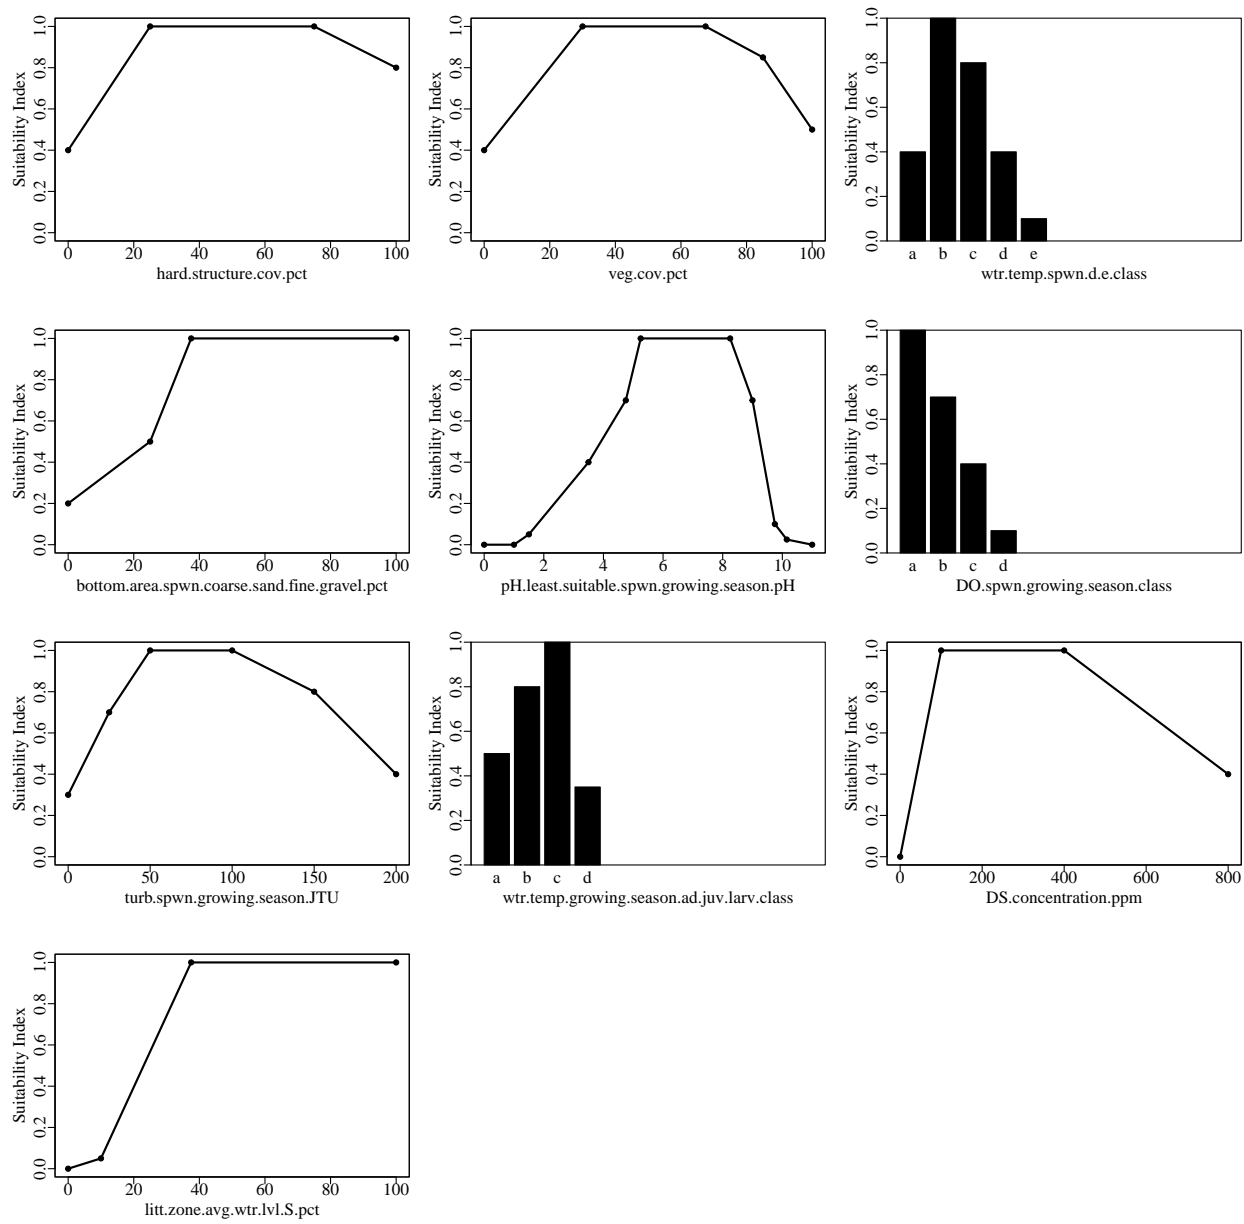 Suitability Index
0.0 0.2 0.4 0.6 0.8 1.0
0 20 40 60 80 100
hard.structure.cov.pct
Suitability Index
0.0 0.2 0.4 0.6 0.8 1.0
0 20 40 60 80 100
veg.cov.pct
Suitability Index
0.0 0.2 0.4 0.6 0.8 1.0
a b c d e
wtr.temp.spwn.d.e.class
Suitability Index
0.0 0.2 0.4 0.6 0.8 1.0
0 20 40 60 80 100
bottom.area.spwn.coarse.sand.fine.gravel.pct
Suitability Index
0.0 0.2 0.4 0.6 0.8 1.0
0 2 4 6 8 10
pH.least.suitable.spwn.growing.season.pH
Suitability Index
0.0 0.2 0.4 0.6 0.8 1.0
a b c d
DO.spwn.growing.season.class
Suitability Index
0.0 0.2 0.4 0.6 0.8 1.0
0 50 100 150 200
turb.spwn.growing.season.JTU
Suitability Index
0.0 0.2 0.4 0.6 0.8 1.0
a b c d
wtr.temp.growing.season.ad.juv.larv.class
Suitability Index
0.0 0.2 0.4 0.6 0.8 1.0
0 200 400 600 800
DS.concentration.ppm
Suitability Index
0.0 0.2 0.4 0.6 0.8 1.0
0 20 40 60 80 100
litt.zone.avg.wtr.lvl.S.pct